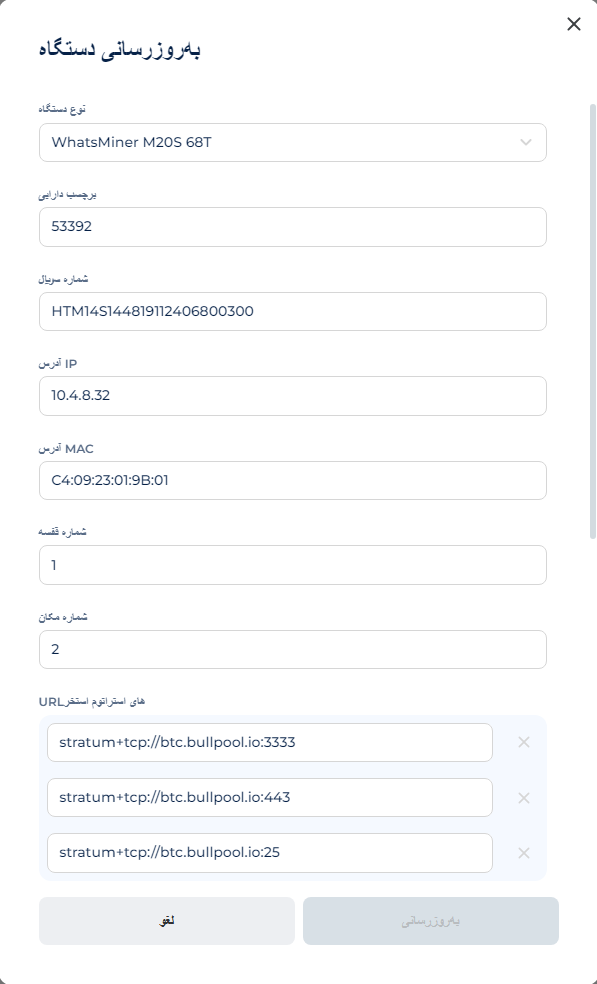 به‌روزرسانی دستگاه
نوع دستگاه
WhatsMiner M20S 68T
برچسب دارایی
53392
شماره سریال
HTM14S144819112406800300
آدرس IP
10.4.8.32
آدرس MAC
C4:09:23:01:9B:01
شماره قفسه
1
شماره مکان
2
URLهای استراتوم استخر
stratum+tcp://btc.bullpool.io:3333
stratum+tcp://btc.bullpool.io:443
stratum+tcp://btc.bullpool.io:25
لغو
به‌روزرسانی